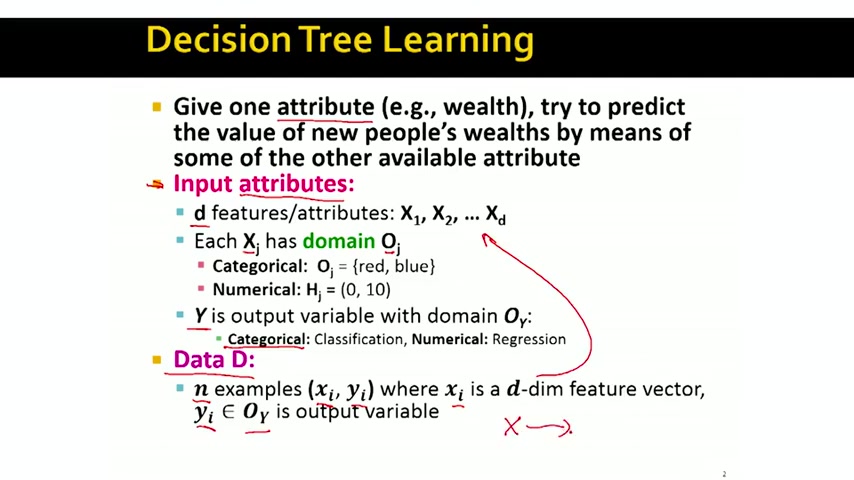 Decision Tree Learning
Give one attribute (e.g., wealth), try to predict
the value of new people's wealths by means of
some of the other available attribute
Input attributes:
d features/attributes: X₁, X₂, … X_d
Each X_j has domain O_j
Categorical: O_j = {red, blue}
Numerical: H_j = (0, 10)
Y is output variable with domain O_Y:
Categorical: Classification, Numerical: Regression
Data D:
n examples (x_i, y_i) where x_i is a d-dim feature vector,
y_i ∈ O_Y is output variable
X →
2